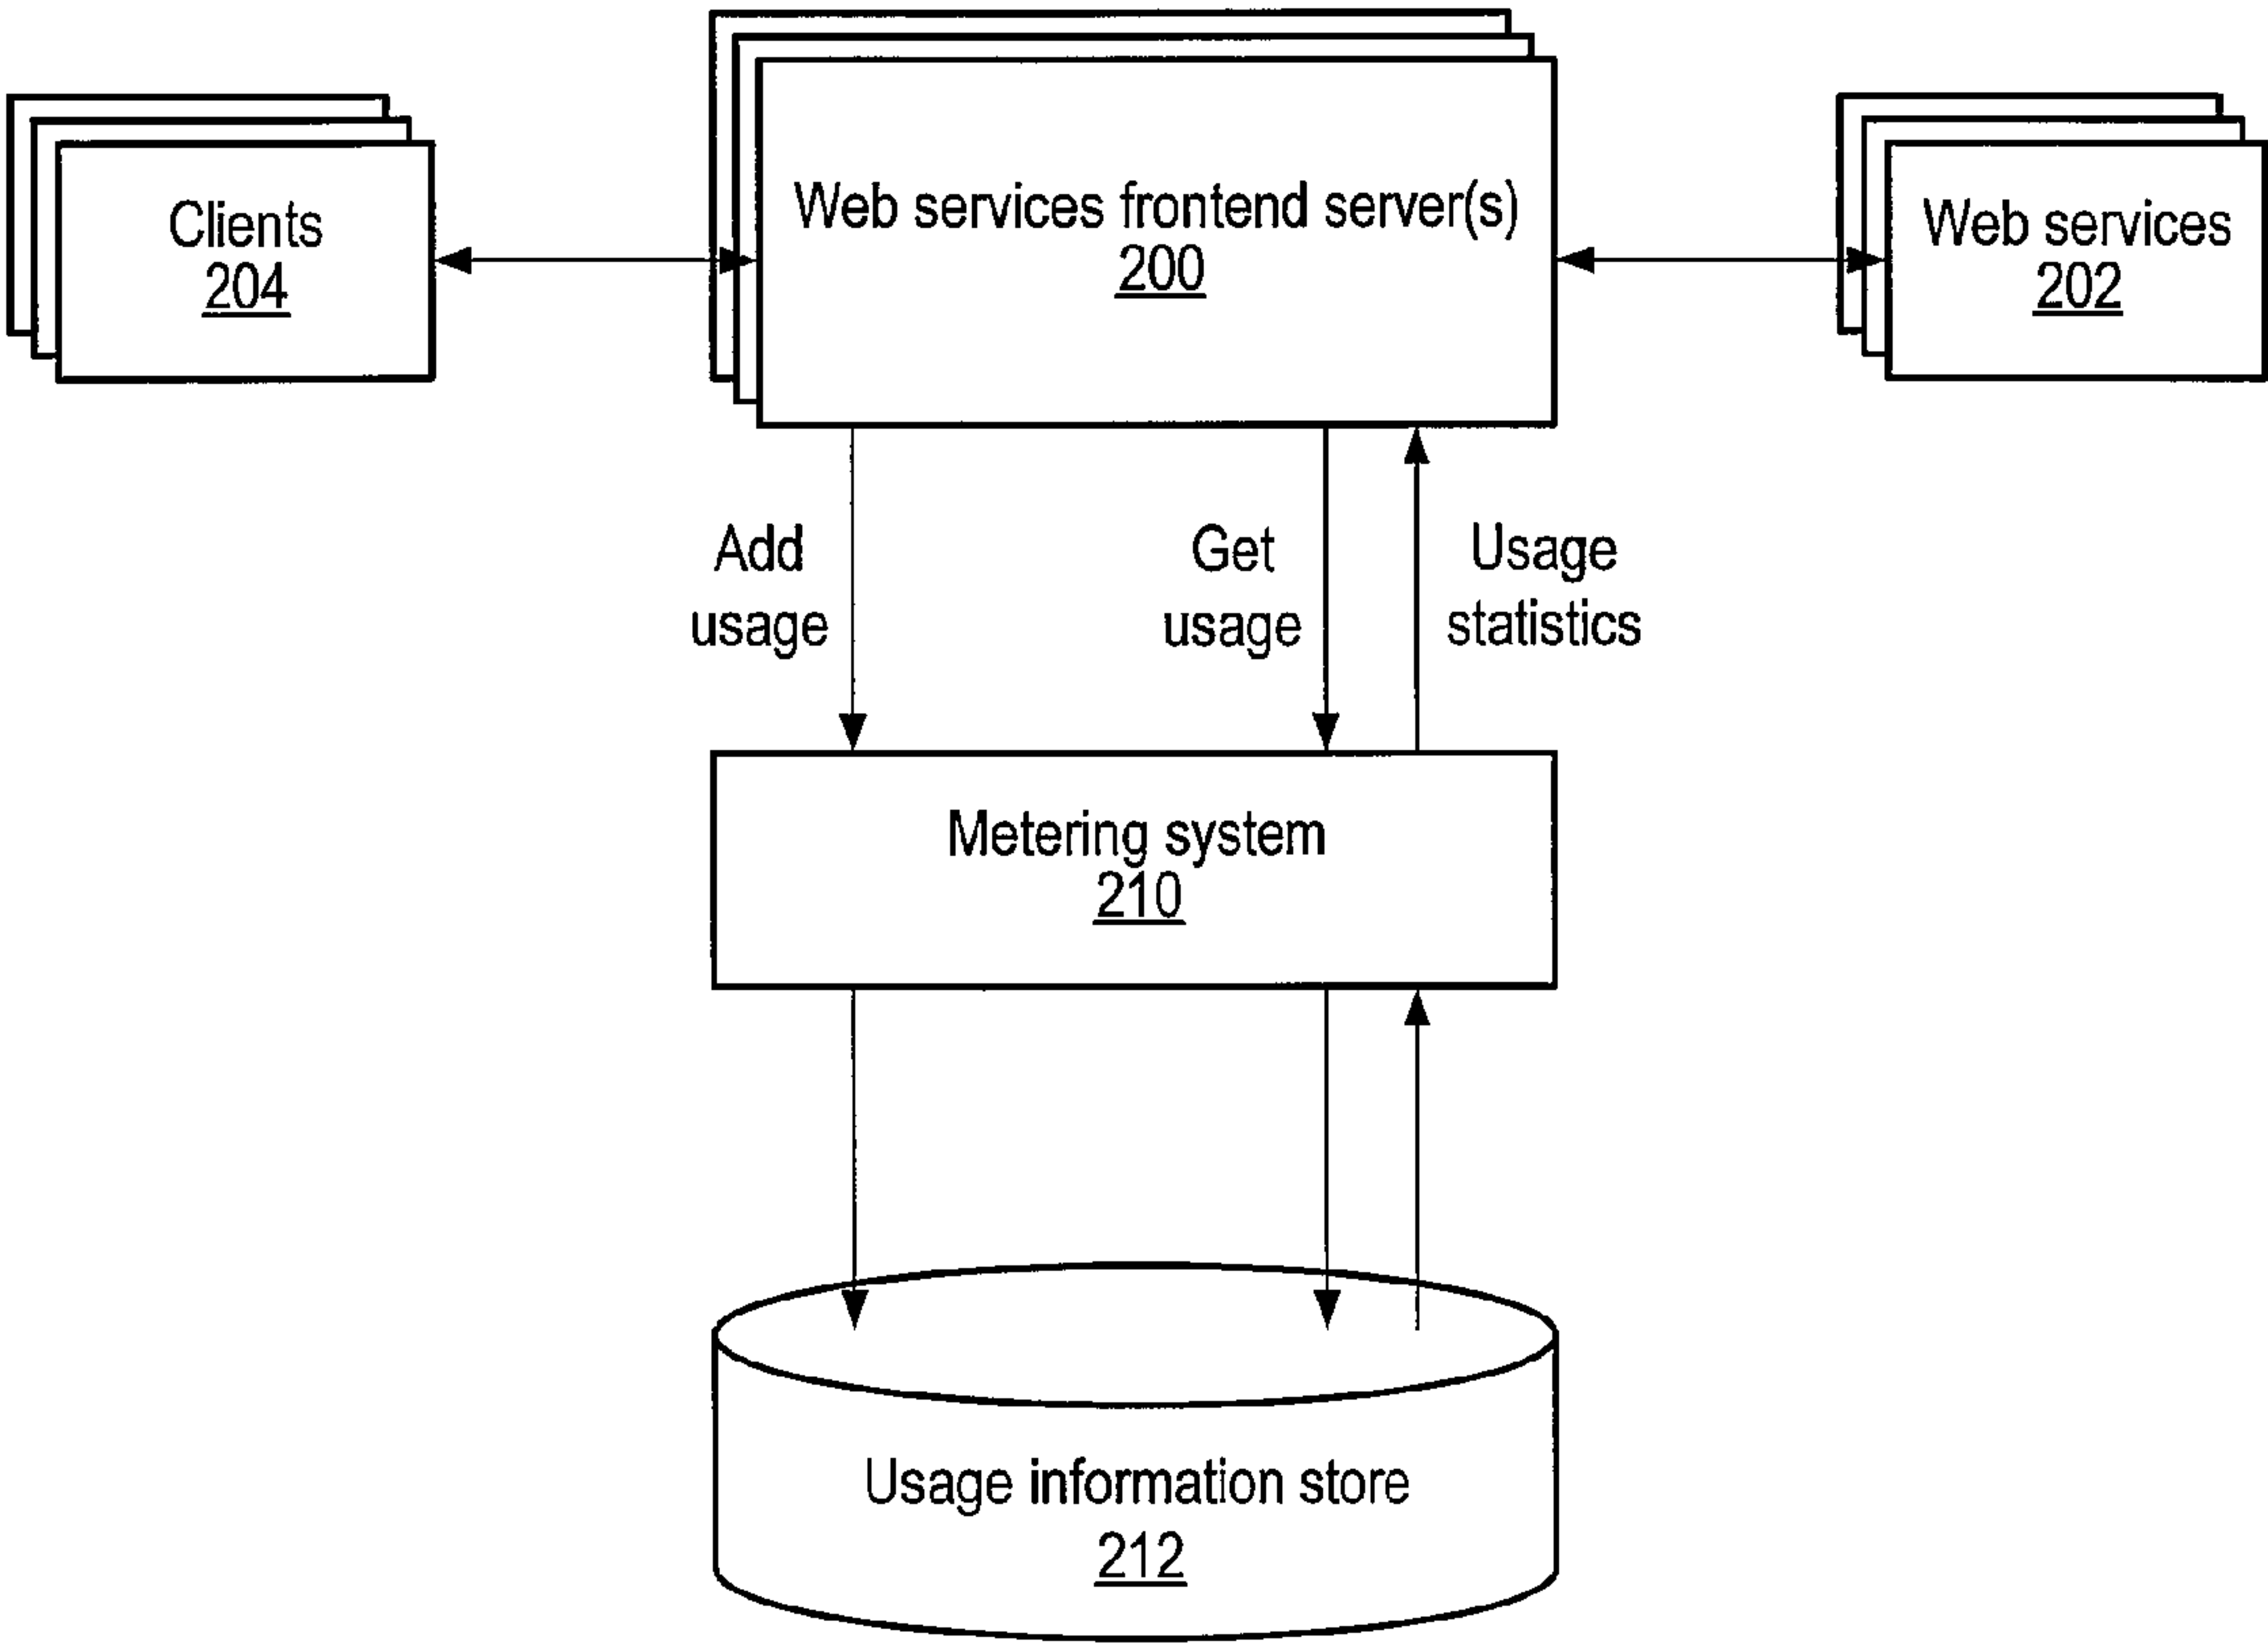 Clients
204
Web services frontend server(s)
200
Web services
202
Add
usage
Get
usage
Usage
statistics
Metering system
210
Usage information store
212